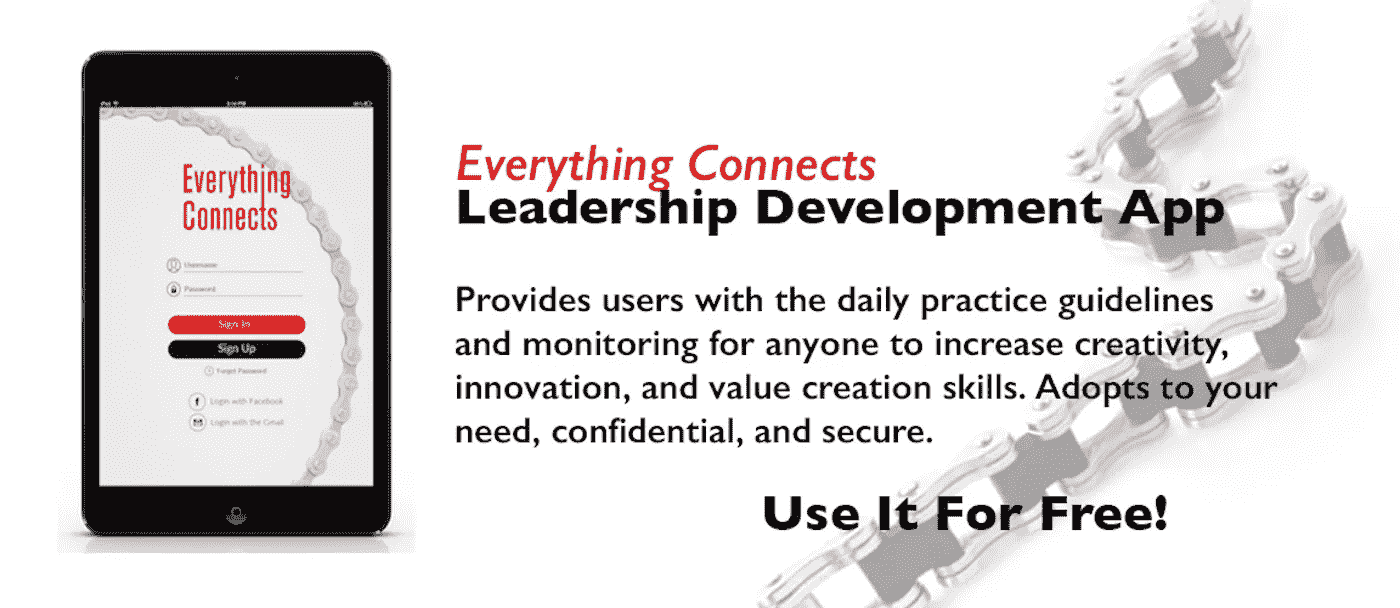 Everything
Connects
Username
Password
Sign In
Sign Up
Forgot Password
Login with Facebook
Login with the Gmail
Everything Connects
Leadership Development App
Provides users with the daily practice guidelines
and monitoring for anyone to increase creativity,
innovation, and value creation skills. Adopts to your
need, confidential, and secure.
Use It For Free!